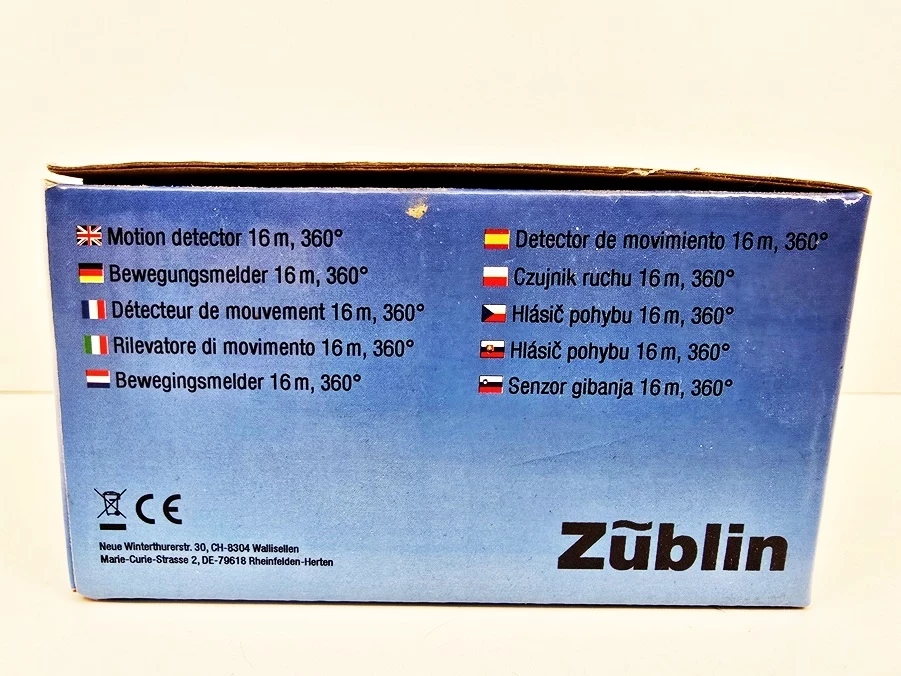 Motion detector 16 m, 360°
Bewegungsmelder 16 m, 360°
Détecteur de mouvement 16 m, 360°
Rilevatore di movimento 16 m, 360°
Bewegingsmelder 16 m, 360°
Detector de movimiento 16 m, 360°
Czujnik ruchu 16 m, 360°
Hlásič pohybu 16 m, 360°
Hlásič pohybu 16 m, 360°
Senzor gibanja 16 m, 360°
CE
Neue Winterthurerstr. 30, CH-8304 Wallisellen
Marie-Curie-Strasse 2, DE-79618 Rheinfelden-Herten
Züblin